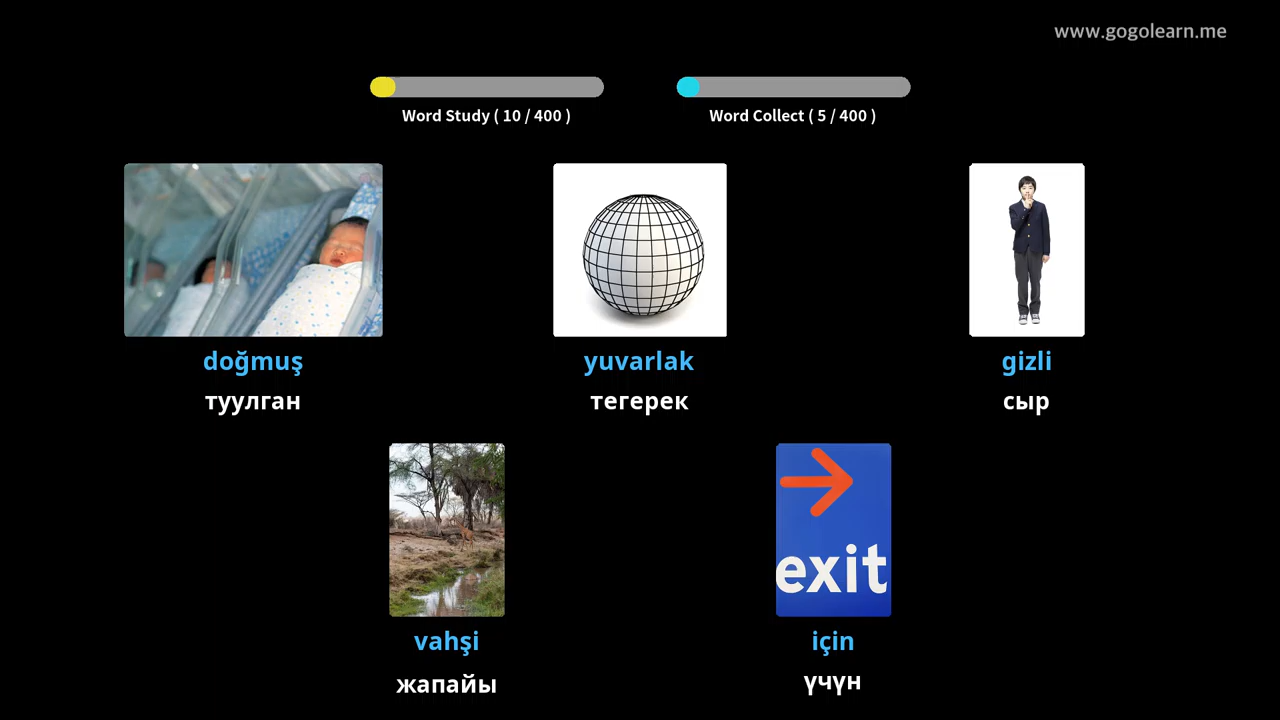 www.gogolearn.me
Word Study ( 10 / 400 )
Word Collect ( 5 / 400 )
doğmuş
туулган
yuvarlak
тегерек
gizli
сыр
exit
vahşi
жапайы
için
үчүн